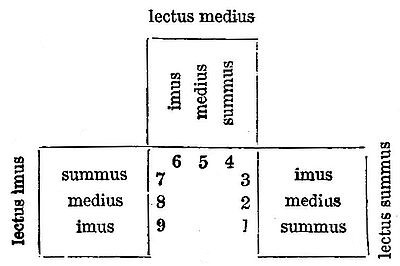 lectus medius
imus
medius
summus
6 5 4
lectus imus
summus
medius
imus
7
8
9
3
2
1
imus
medius
summus
lectus summus